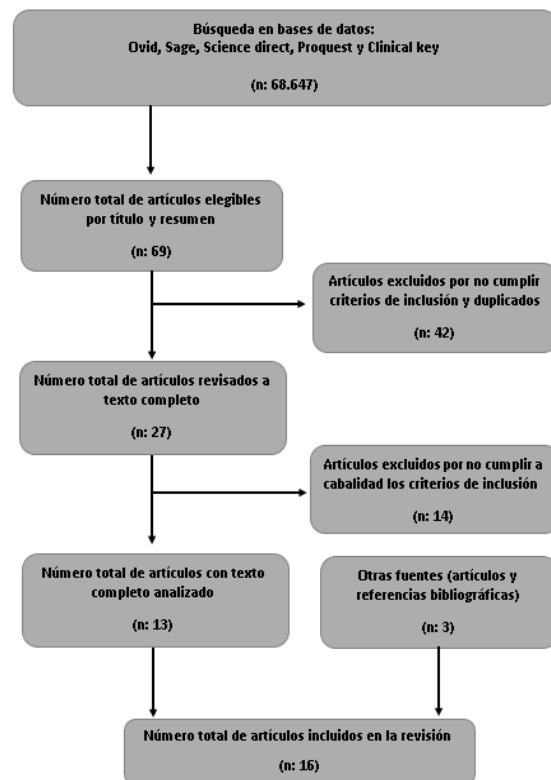 Búsqueda en bases de datos:
Ovid, Sage, Science direct, Proquest y Clinical key
(n: 68.647)
Número total de artículos elegibles
por título y resumen
(n: 69)
Artículos excluidos por no cumplir
criterios de inclusión y duplicados
(n: 42)
Número total de artículos revisados a
texto completo
(n: 27)
Artículos excluidos por no cumplir a
cabalidad los criterios de inclusión
(n: 14)
Número total de artículos con texto
completo analizado
(n: 13)
Otras fuentes (artículos y
referencias bibliográficas)
(n: 3)
Número total de artículos incluidos en la revisión
(n: 16)